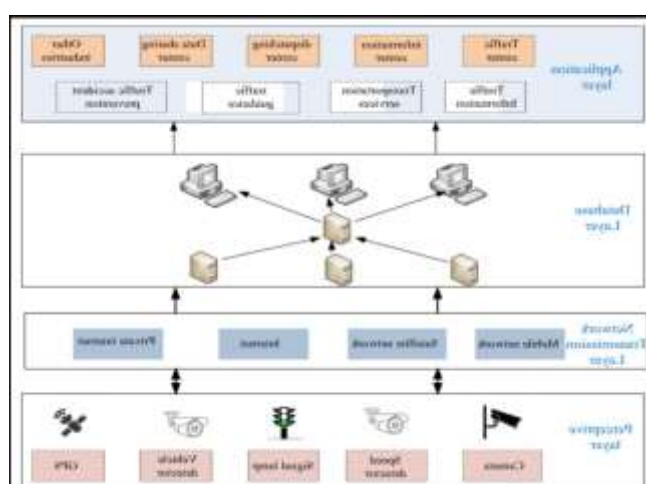 Application
layer
Traffic
center
information
center
dispatching
center
Data sharing
center
Other
industries
Traffic
Information
Transportation
services
traffic
guidance
Traffic accident
prevention
Database
Layer
Network
Transmission
Layer
Mobile network
Satellite network
Internet
Private internet
Perceptive
layer
Camera
Speed
detector
Signal lamp
Vehicle
detector
GPS